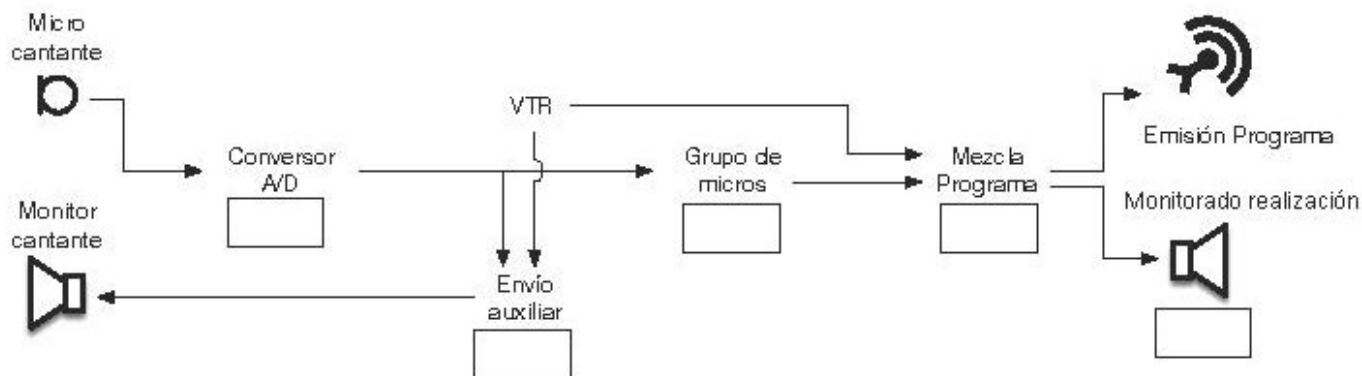 Micro
cantante
VTR
Emisión Programa
Conversor
A/D
Grupo de
micros
Mezcla
Programa
Monitorado realización
Monitor
cantante
Envío
auxiliar